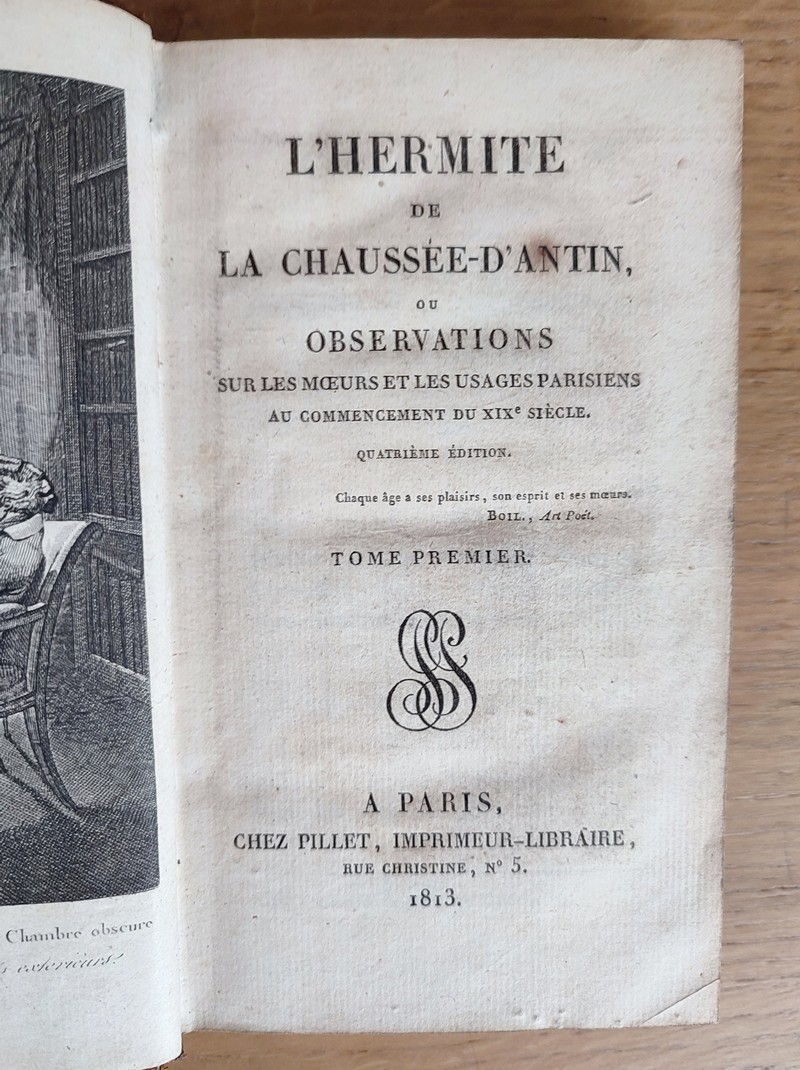 Chambre obscure
L'HERMITE
DE
LA CHAUSSÉE-D'ANTIN,
OU
OBSERVATIONS
SUR LES MŒURS ET LES USAGES PARISIENS
AU COMMENCEMENT DU XIXe SIÈCLE.
QUATRIÈME ÉDITION.
Chaque âge a ses plaisirs, son esprit et ses mœurs.
BOIL., Art Poét.
TOME PREMIER.
A PARIS,
CHEZ PILLET, IMPRIMEUR-LIBRAIRE,
RUE CHRISTINE, N° 5.
1813.